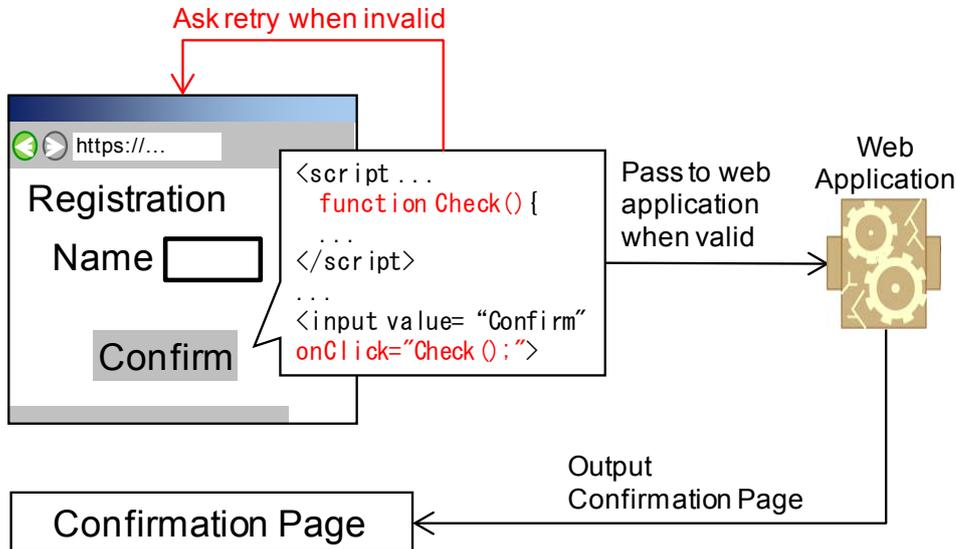 Ask retry when invalid
https://...
Registration
Name
Confirm
<script ...
function Check() {
...
</script>
...
<input value= “Confirm”
onClick="Check();">
Pass to web
application
when valid
Web
Application
Output
Confirmation Page
Confirmation Page